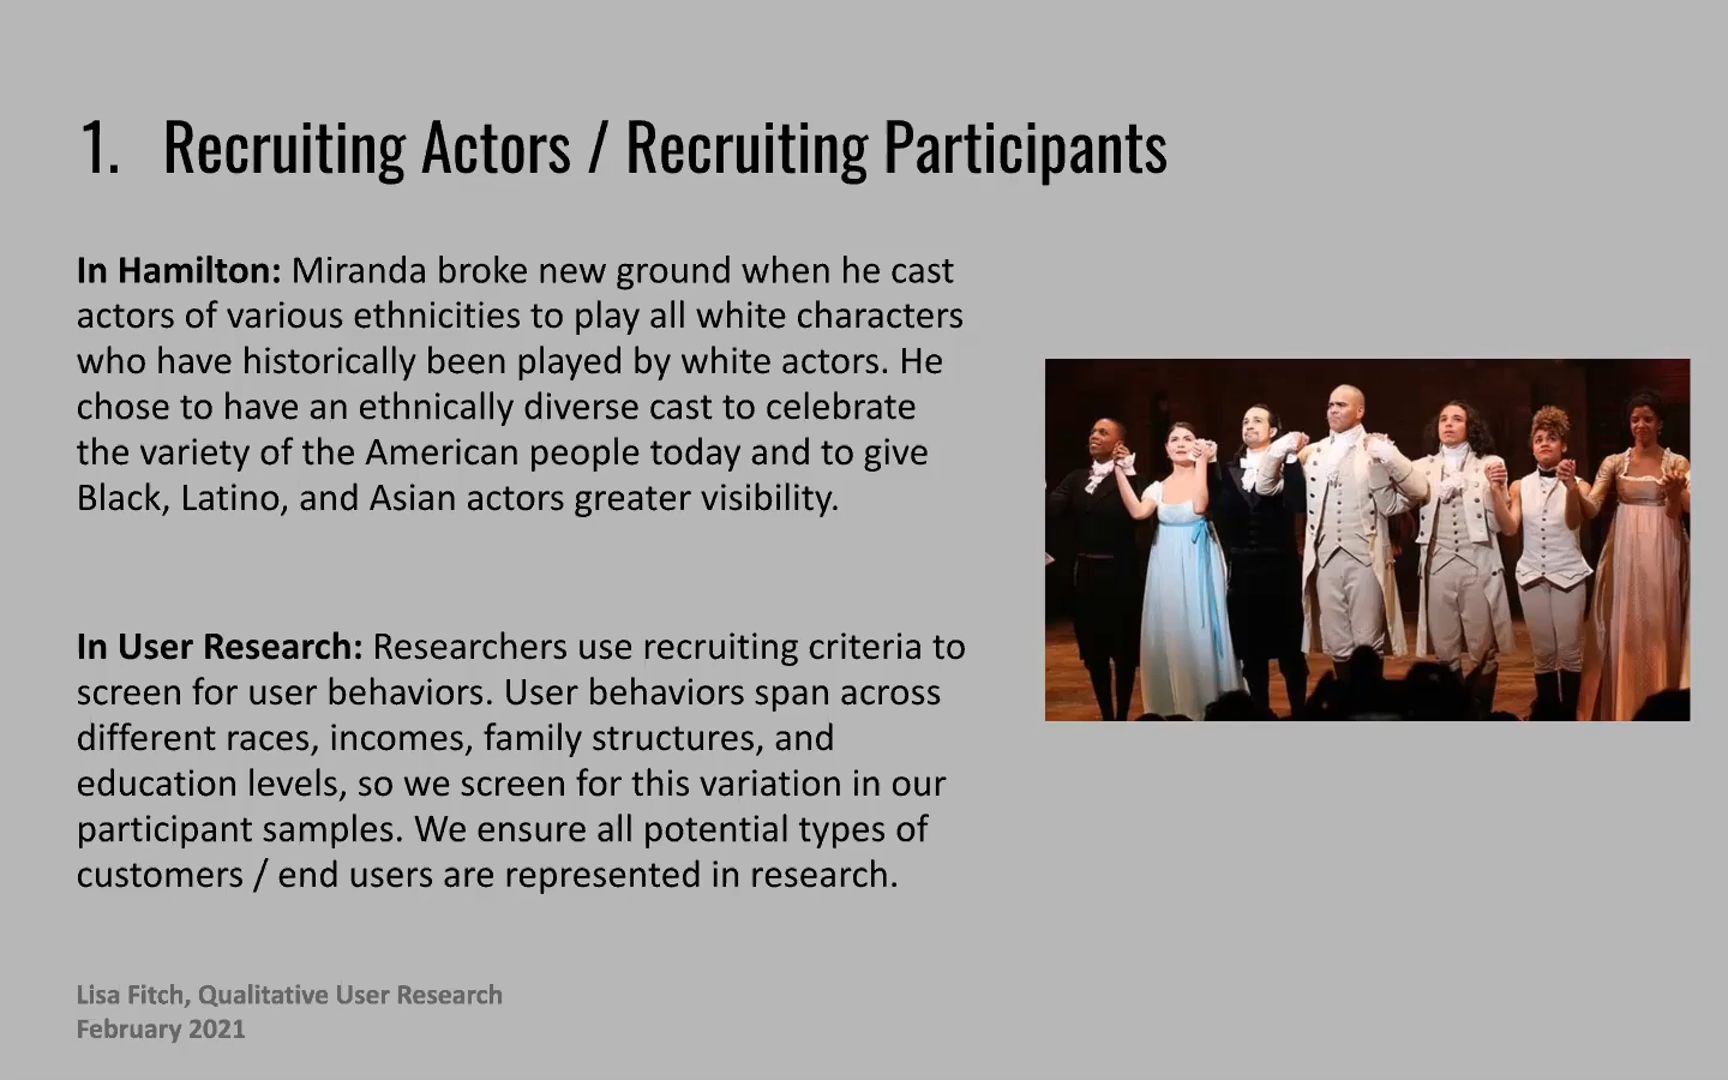 1. Recruiting Actors / Recruiting Participants
In Hamilton: Miranda broke new ground when he cast
actors of various ethnicities to play all white characters
who have historically been played by white actors. He
chose to have an ethnically diverse cast to celebrate
the variety of the American people today and to give
Black, Latino, and Asian actors greater visibility.
In User Research: Researchers use recruiting criteria to
screen for user behaviors. User behaviors span across
different races, incomes, family structures, and
education levels, so we screen for this variation in our
participant samples. We ensure all potential types of
customers / end users are represented in research.
Lisa Fitch, Qualitative User Research
February 2021